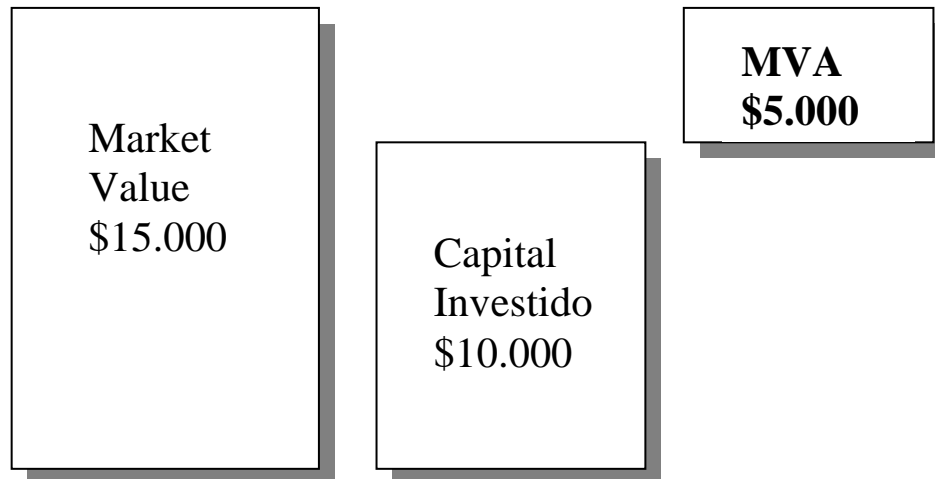 Market
Value
$15.000
Capital
Investido
$10.000
MVA
$5.000